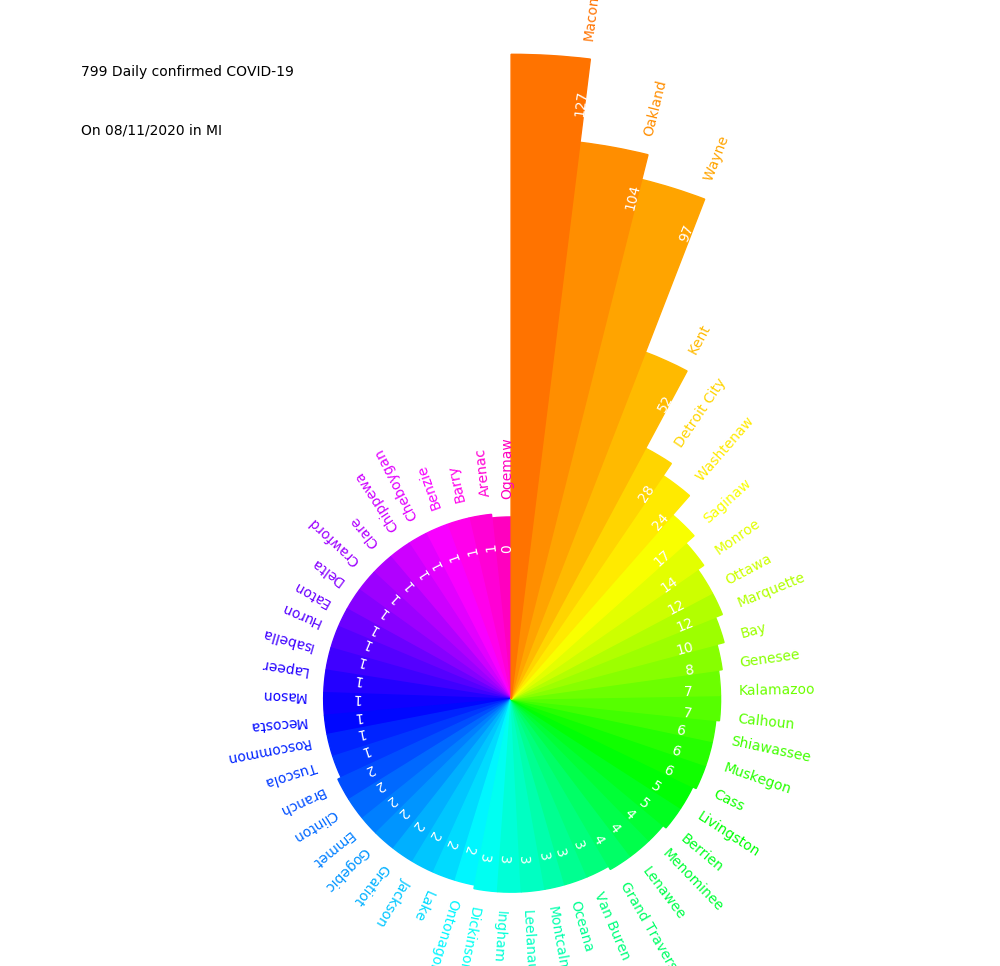 799 Daily confirmed COVID-19
On 08/11/2020 in MI
Macom
127
Oakland
104
Wayne
97
Kent
52
Detroit City
28
Washtenaw
24
Saginaw
17
Monroe
14
Ottawa
12
Marquette
12
Bay
10
Genesee
8
Kalamazoo
7
Calhoun
7
Shiawassee
6
Muskegon
6
Cass
6
Livingston
5
Berrien
5
Menominee
4
Lenawee
4
Grand Travers
4
Van Buren
3
Oceana
3
Montcalm
3
Leelanau
3
Ingham
3
Dickinson
3
Ontonago
2
Lake
2
Jackson
2
Gratiot
2
Gogebic
2
Emmet
2
Clinton
2
Branch
2
Tuscola
1
Roscommon
1
Mecosta
1
Mason
1
Lapeer
1
Isabella
1
Huron
1
Eaton
1
Delta
1
Crawford
1
Clare
1
Chippewa
1
Cheboygan
1
Benzie
1
Barry
1
Arenac
1
Ogemaw
0